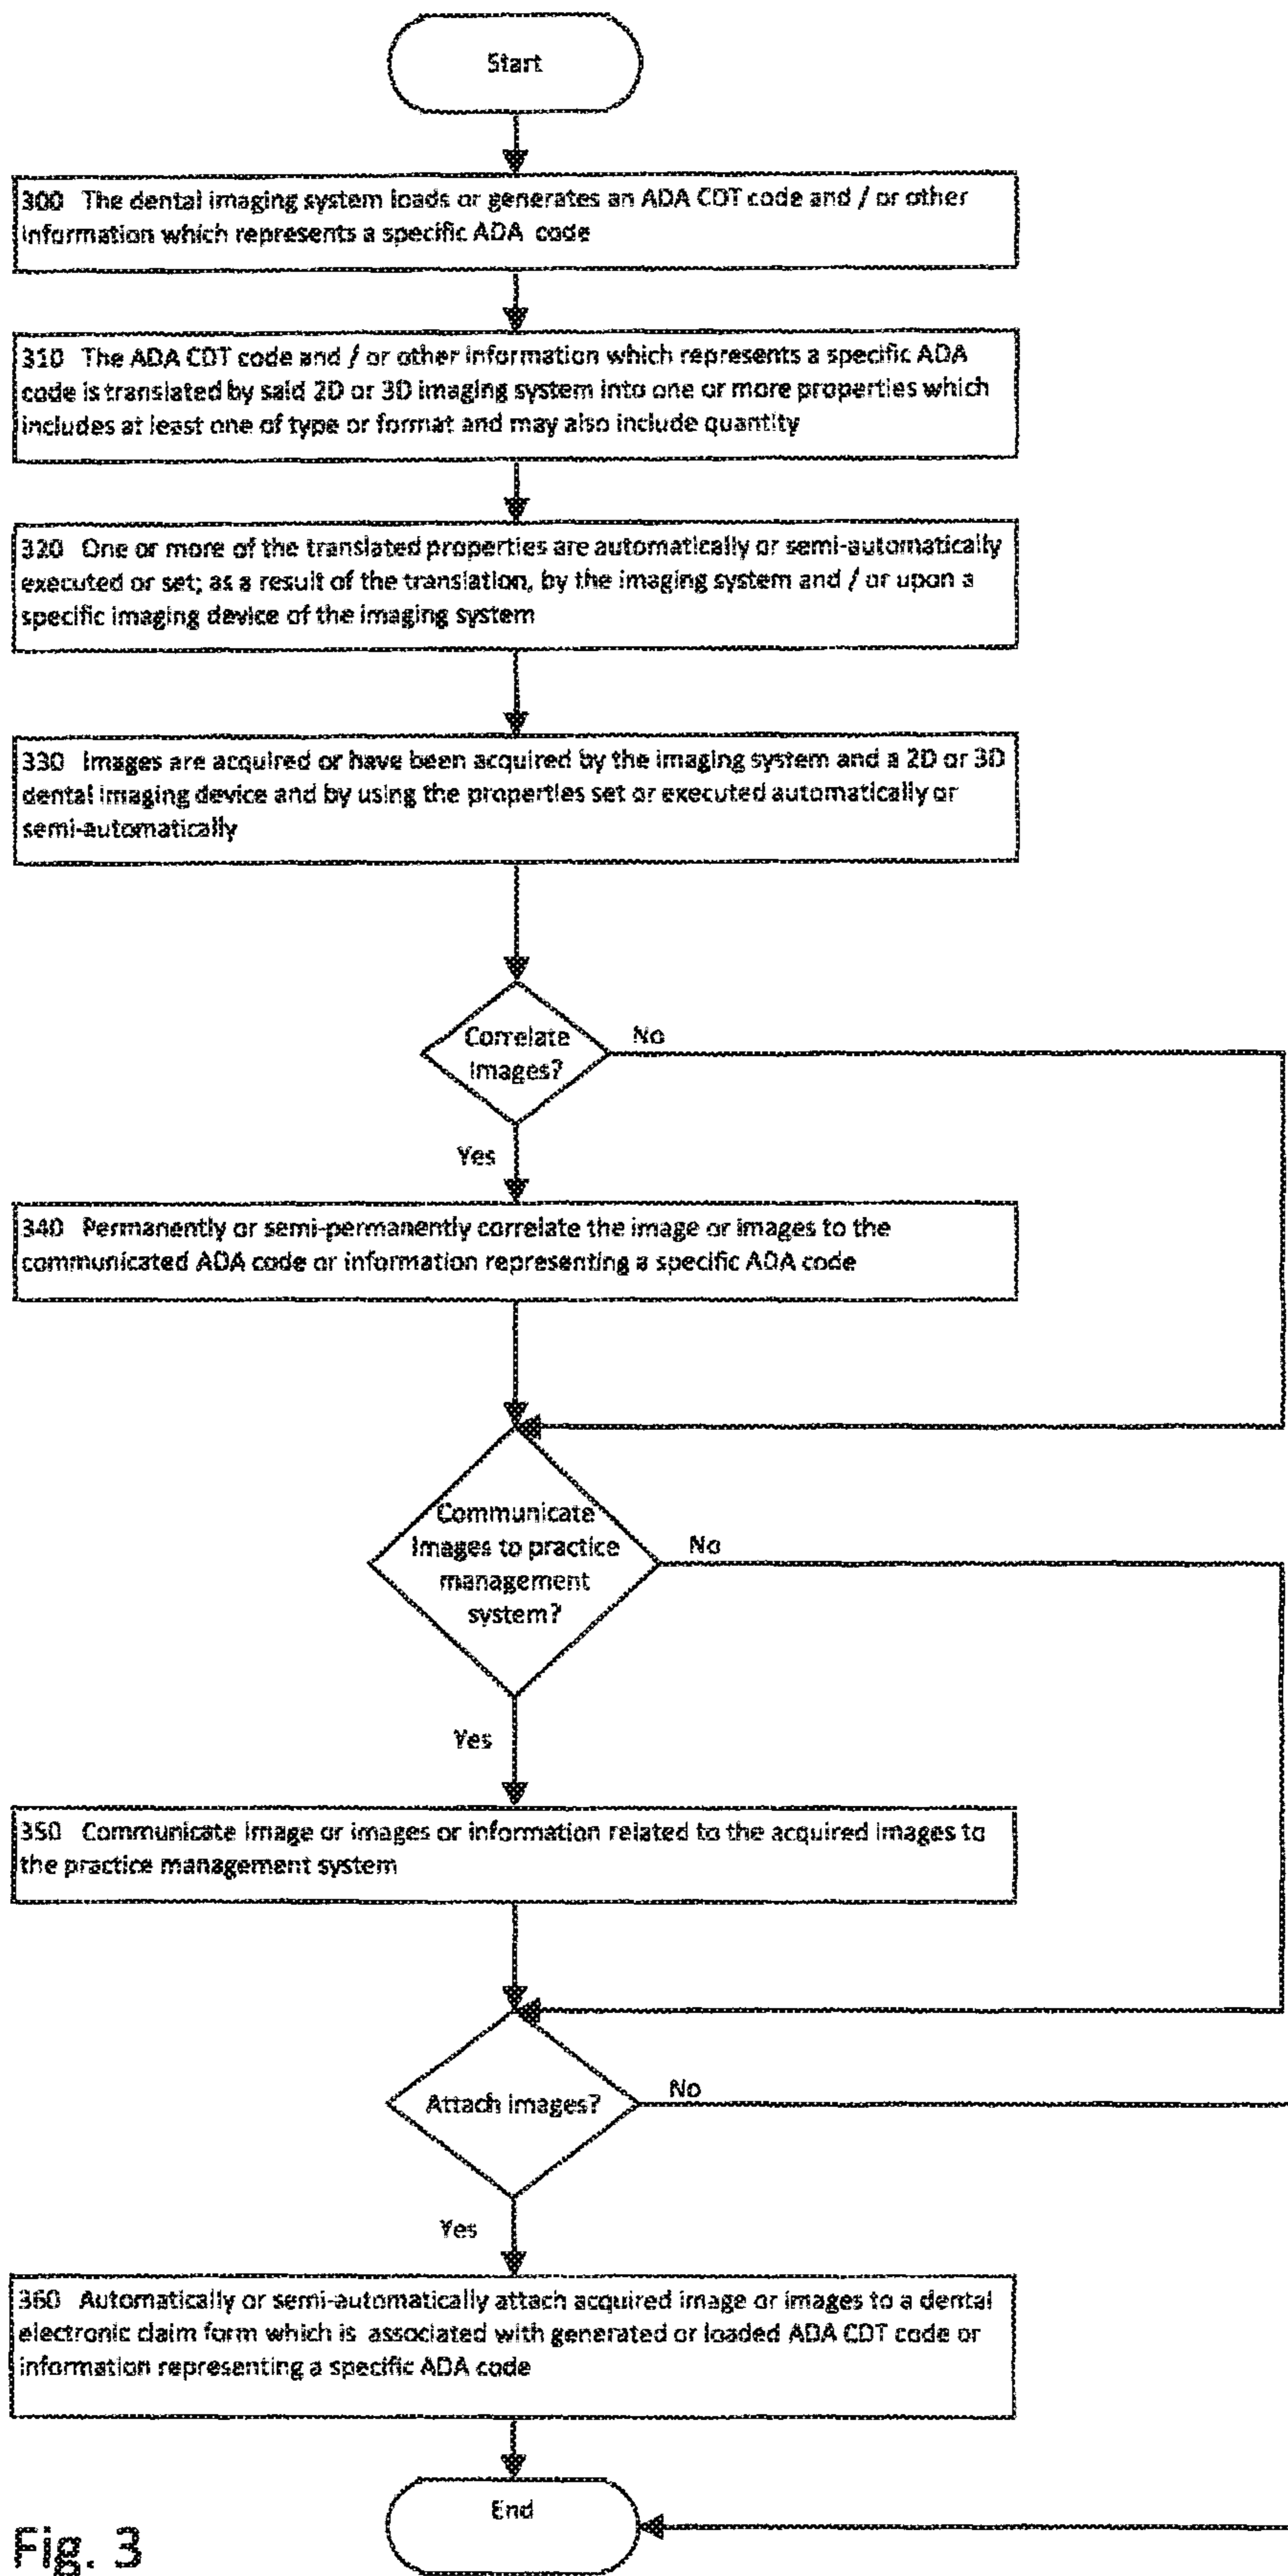 Start
300 The dental imaging system loads or generates an ADA CDT code and / or other
information which represents a specific ADA code
310 The ADA CDT code and / or other information which represents a specific ADA
code is translated by said 2D or 3D imaging system into one or more properties which
includes at least one of type or format and may also include quantity
320 One or more of the translated properties are automatically or semi-automatically
executed or set; as a result of the translation, by the imaging system and / or upon a
specific imaging device of the imaging system
330 Images are acquired or have been acquired by the imaging system and a 2D or 3D
dental imaging device and by using the properties set or executed automatically or
semi-automatically
Correlate
Images?
No
Yes
340 Permanently or semi-permanently correlate the image or images to the
communicated ADA code or information representing a specific ADA code
Communicate
Images to practice
management
system?
No
Yes
350 Communicate image or images or information related to the acquired images to
the practice management system
Attach images?
No
Yes
360 Automatically or semi-automatically attach acquired image or images to a dental
electronic claim form which is associated with generated or loaded ADA CDT code or
information representing a specific ADA code
End
Fig. 3